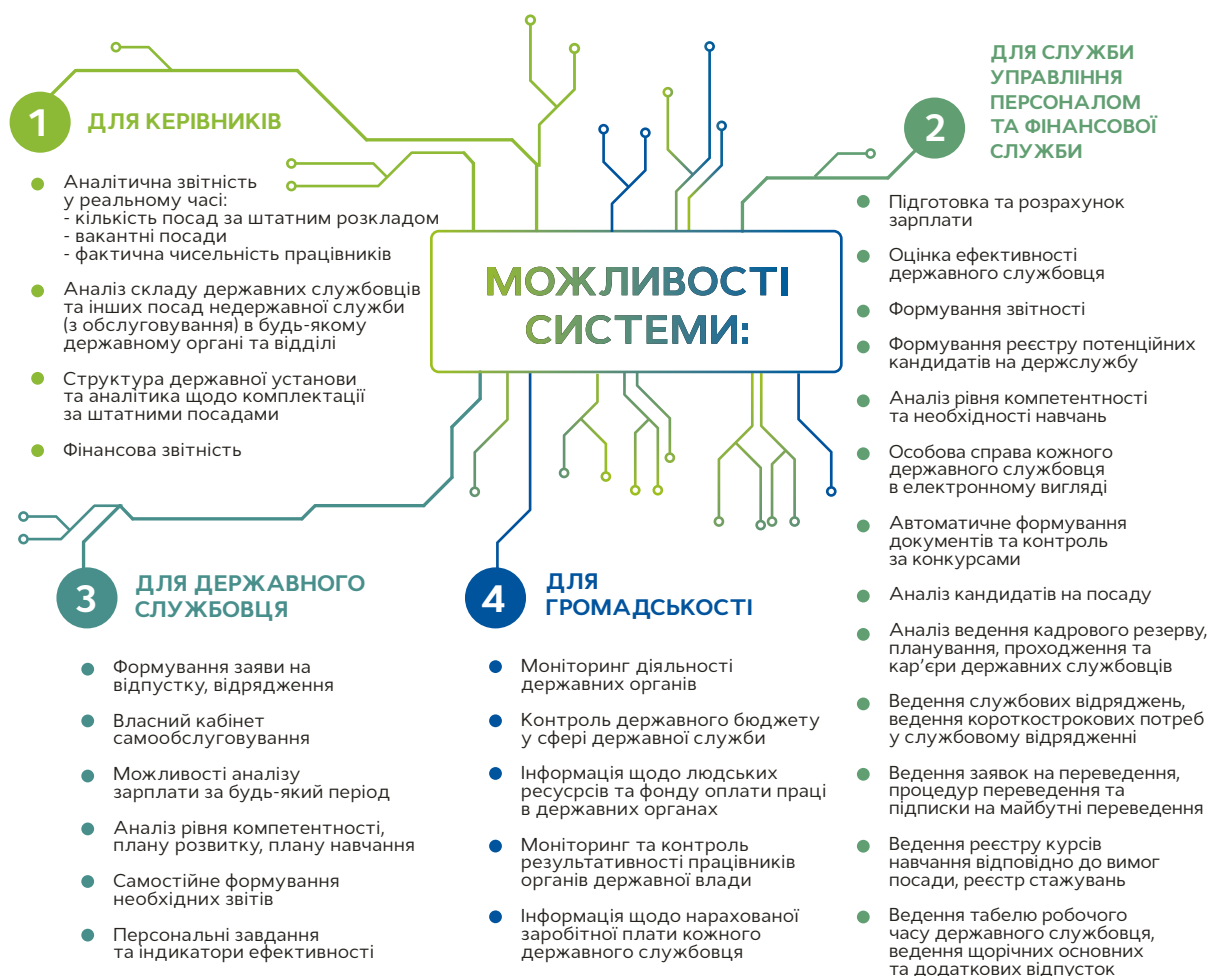 1
ДЛЯ КЕРІВНИКІВ
Аналітична звітність
у реальному часі:
- кількість посад за штатним розкладом
- вакантні посади
- фактична чисельність працівників
Аналіз складу державних службовців
та інших посад недержавної служби
(з обслуговування) в будь-якому
державному органі та відділі
Структура державної установи
та аналітика щодо комплектації
за штатними посадами
Фінансова звітність
МОЖЛИВОСТІ
СИСТЕМИ:
2
ДЛЯ СЛУЖБИ
УПРАВЛІННЯ
ПЕРСОНАЛОМ
ТА ФІНАНСОВОЇ
СЛУЖБИ
Підготовка та розрахунок
зарплати
Оцінка ефективності
державного службовця
Формування звітності
Формування реєстру потенційних
кандидатів на держслужбу
Аналіз рівня компетентності
та необхідності навчань
Особова справа кожного
державного службовця
в електронному вигляді
Автоматичне формування
документів та контроль
за конкурсами
Аналіз кандидатів на посаду
Аналіз ведення кадрового резерву,
планування, проходження та
кар’єри державних службовців
Ведення службових відряджень,
ведення короткострокових потреб
у службовому відрядженні
Ведення заявок на переведення,
процедур переведення та
підписки на майбутні переведення
Ведення реєстру курсів
навчання відповідно до вимог
посади, реєстр стажувань
Ведення табелю робочого
часу державного службовця,
ведення щорічних основних
та додаткових відпусток
3
ДЛЯ ДЕРЖАВНОГО
СЛУЖБОВЦЯ
Формування заяви на
відпустку, відрядження
Власний кабінет
самообслуговування
Можливості аналізу
зарплати за будь-який період
Аналіз рівня компетентності,
плану розвитку, плану навчання
Самостійне формування
необхідних звітів
Персональні завдання
та індикатори ефективності
4
ДЛЯ
ГРОМАДСЬКОСТІ
Моніторинг діяльності
державних органів
Контроль державного бюджету
у сфері державної служби
Інформація щодо людських
ресурсрсів та фонду оплати праці
в державних органах
Моніторинг та контроль
результативності працівників
органів державної влади
Інформація щодо нарахованої
заробітної плати кожного
державного службовця